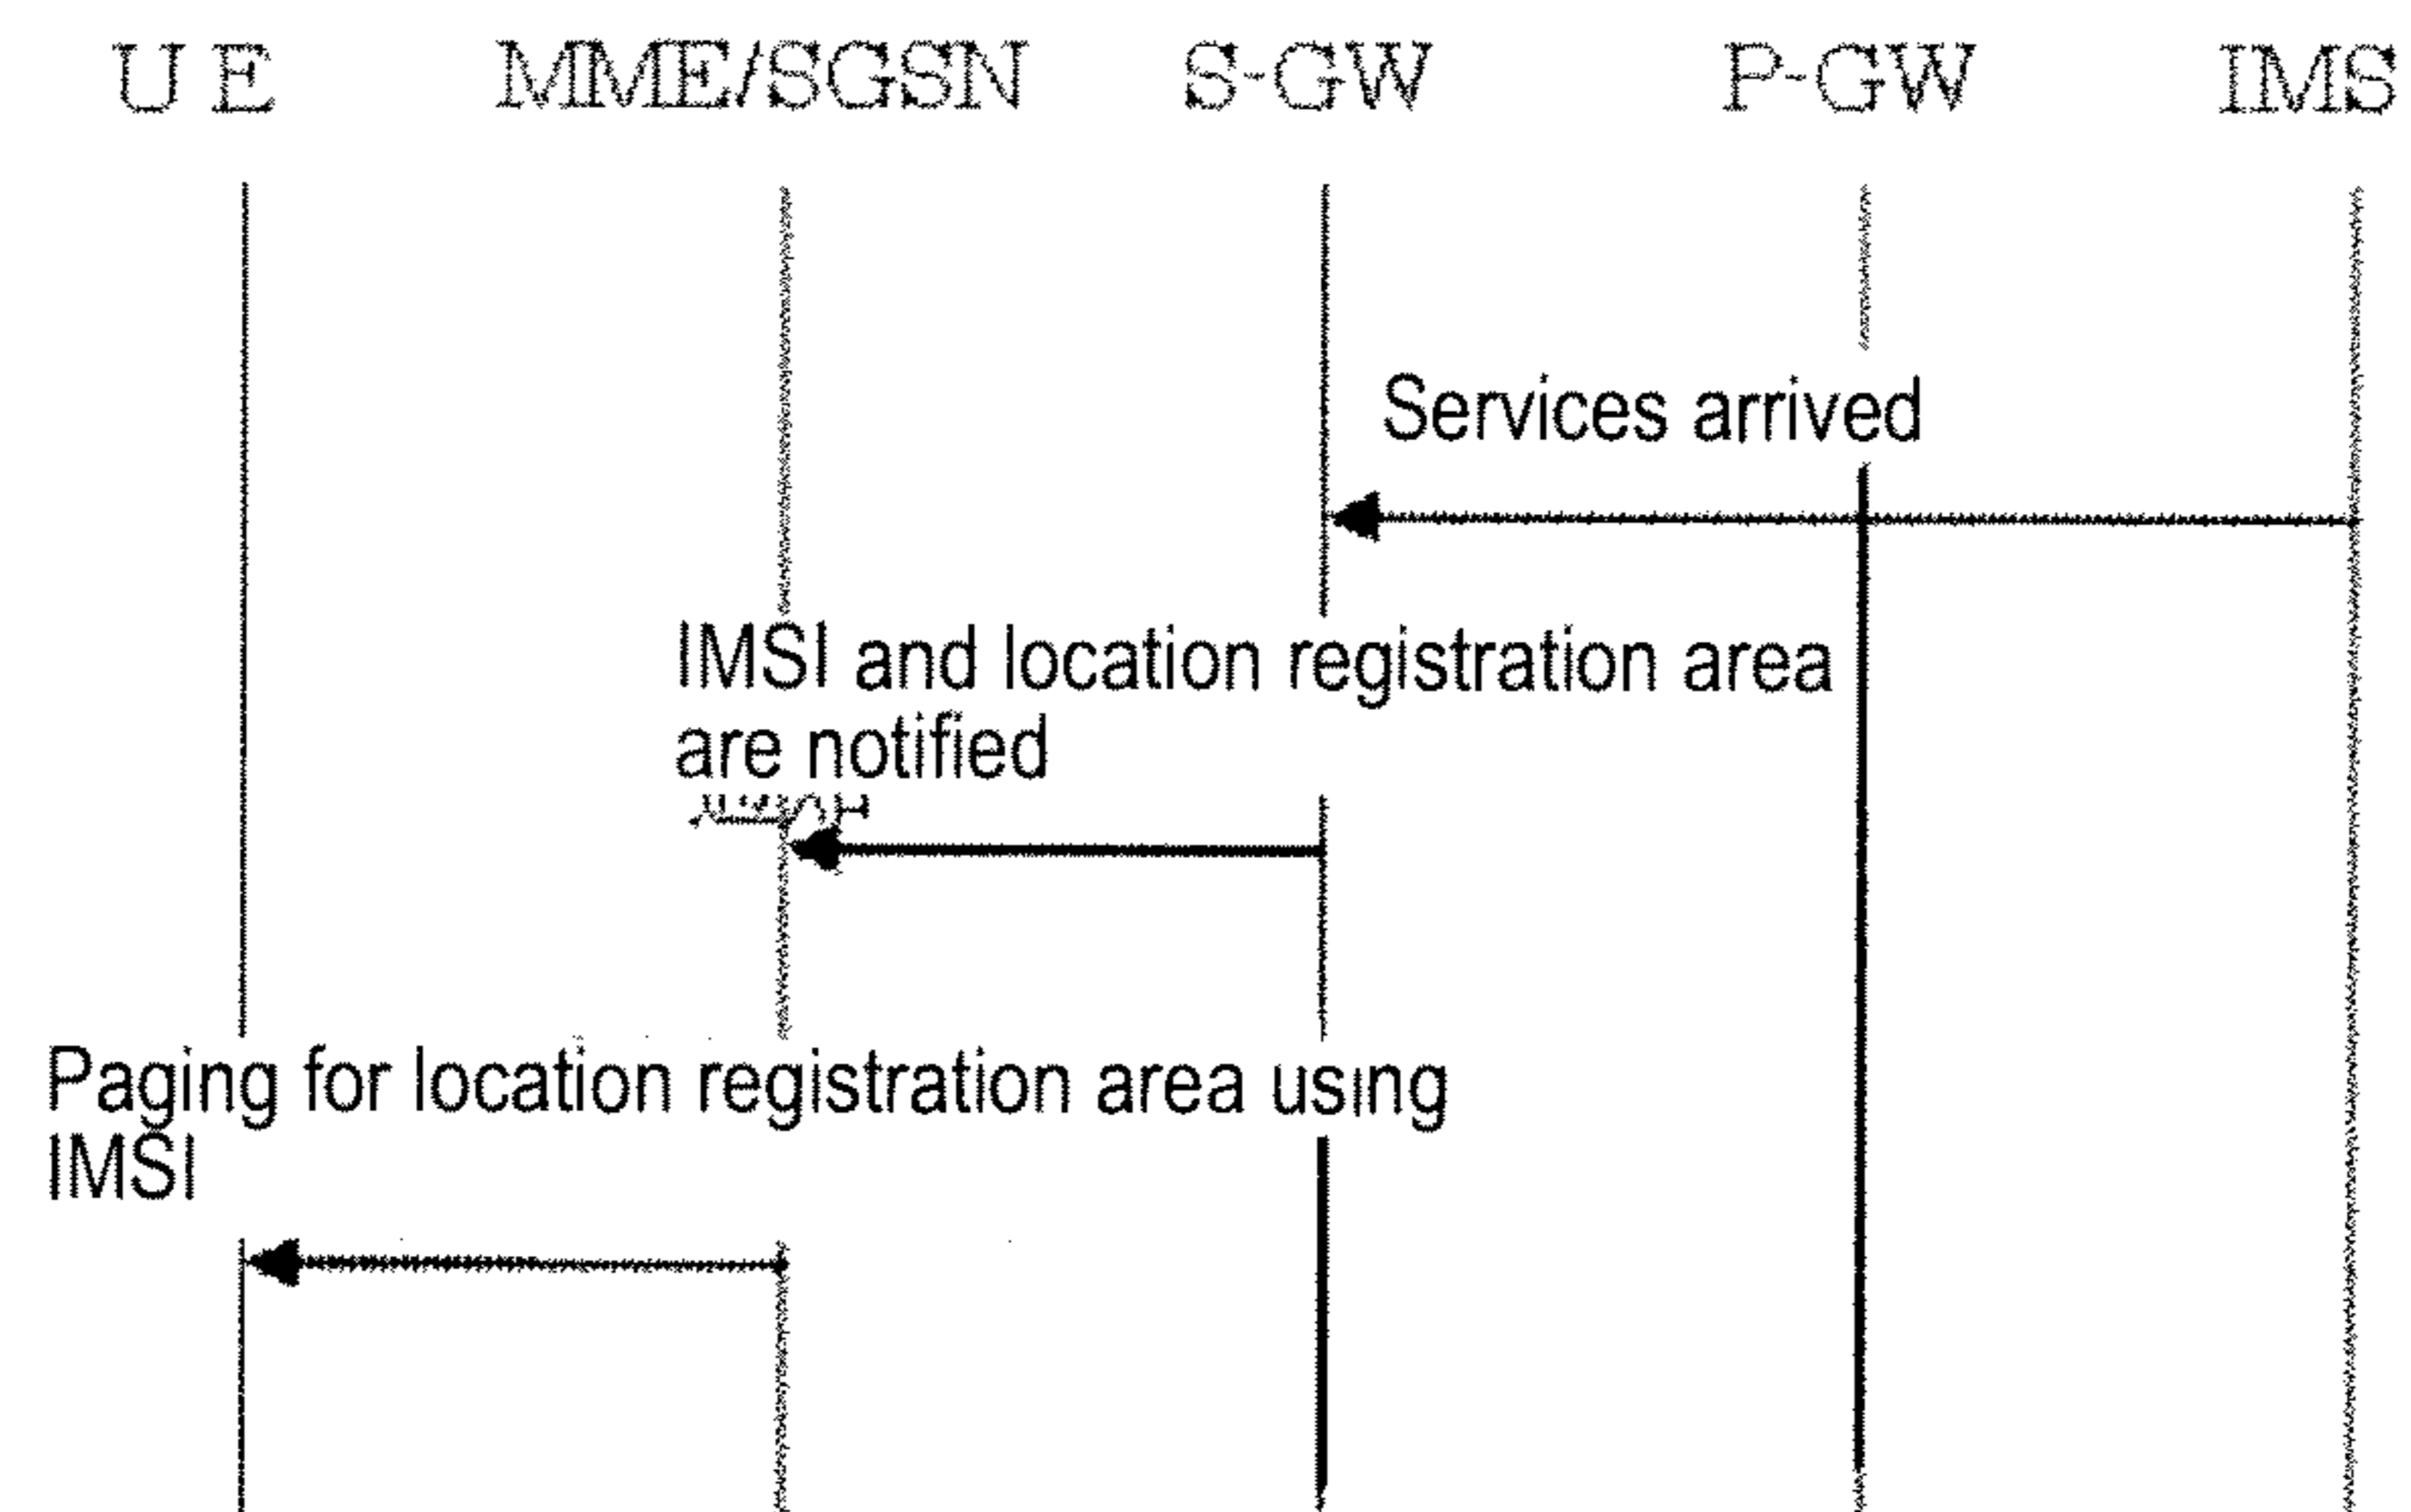 UE MME/SGSN S-GW P-GW IMS
Services arrived
IMSI and location registration area
are notified
Paging for location registration area using
IMSI